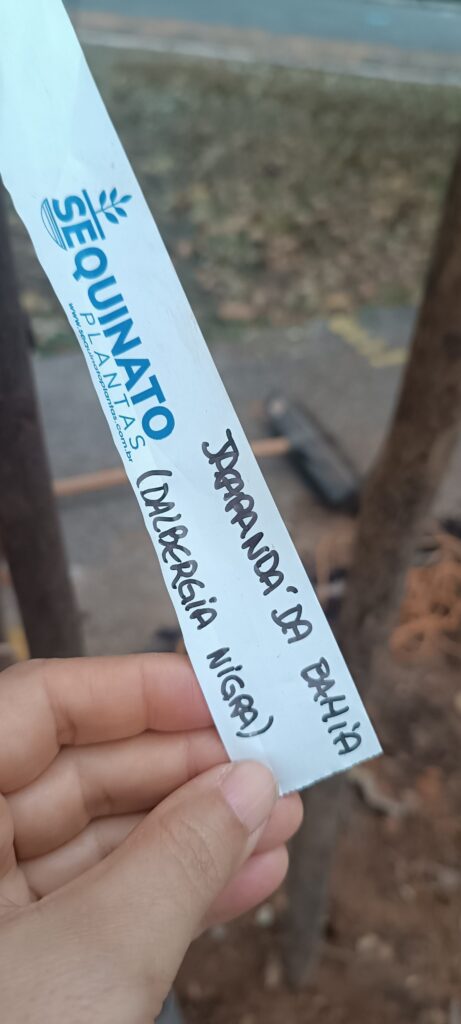 SEQUINATO
PLANTAS
www.sequinatoplantas.com.br
JACARANDÁ DA BAHIA
(DALBERGIA NIGRA)